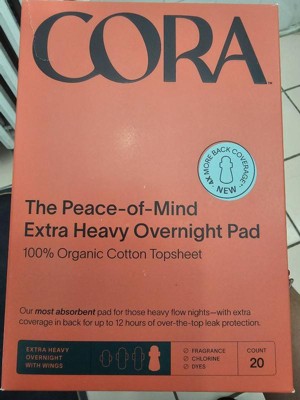 CORA™
4X MORE BACK COVERAGE*
NEW
The Peace-of-Mind
Extra Heavy Overnight Pad
100% Organic Cotton Topsheet
Our most absorbent pad for those heavy flow nights—with extra
coverage in back for up to 12 hours of over-the-top leak protection.
EXTRA HEAVY
OVERNIGHT
WITH WINGS
FRAGRANCE
CHLORINE
DYES
COUNT
20